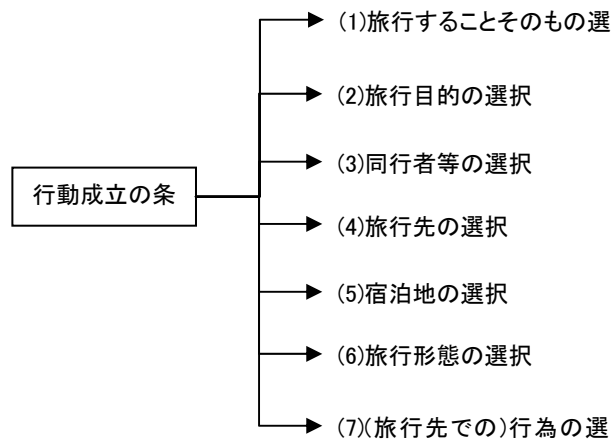 (1)旅行することそのもの選
(2)旅行目的の選択
(3)同行者等の選択
行動成立の条
(4)旅行先の選択
(5)宿泊地の選択
(6)旅行形態の選択
(7)(旅行先での)行為の選